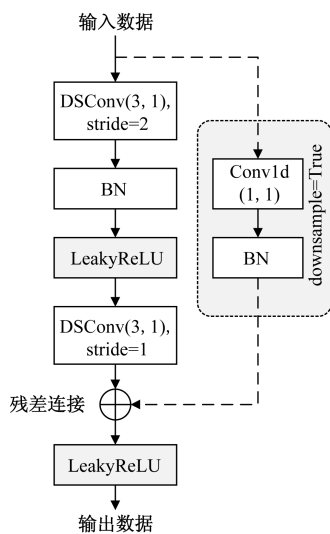 输入数据
DSConv(3, 1),
stride=2
BN
LeakyReLU
DSConv(3, 1),
stride=1
残差连接
LeakyReLU
输出数据
Conv1d
(1, 1)
BN
downsample=True